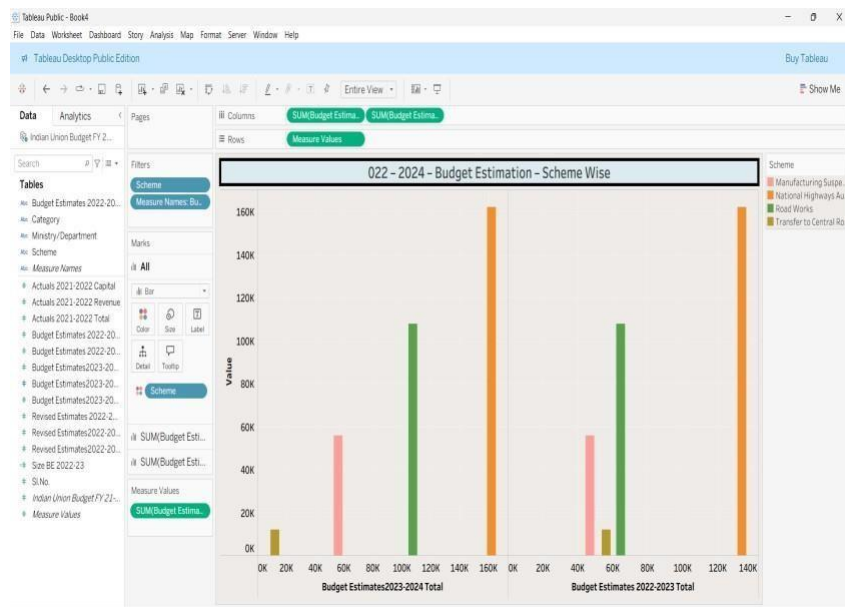 Tableau Public - Book4
File Data Worksheet Dashboard Story Analysis Map Format Server Window Help
Tableau Desktop Public Edition
Buy Tableau
Entire View
Show Me
Data Analytics
Indian Union Budget FY 2...
Search
Tables
Abc Budget Estimates 2022-20...
Abc Category
Abc Ministry/Department
Abc Scheme
Abc Measure Names
# Actuals 2021-2022 Capital
# Actuals 2021-2022 Revenue
# Actuals 2021-2022 Total
# Budget Estimates 2022-20...
# Budget Estimates 2022-20...
# Budget Estimates2023-20...
# Budget Estimates2023-20...
# Budget Estimates2023-20...
# Revised Estimates 2022-2...
# Revised Estimates2022-20...
# Revised Estimates2022-20...
Size BE 2022-23
# Sl.No.
# Indian Union Budget FY 21-...
# Measure Values
Pages
Filters
Scheme
Measure Names: Bu..
Marks
All
Bar
Color Size Label
Detail Tooltip
Scheme
SUM(Budget Esti...
SUM(Budget Esti...
Measure Values
SUM(Budget Estima..
Columns SUM(Budget Estima.. SUM(Budget Estima..
Rows Measure Values
022 - 2024 - Budget Estimation - Scheme Wise
Value
160K
140K
120K
100K
80K
60K
40K
20K
0K
0K 20K 40K 60K 80K 100K 120K 140K 160K 0K 20K 40K 60K 80K 100K 120K 140K
Budget Estimates2023-2024 Total Budget Estimates 2022-2023 Total
Scheme
Manufacturing Suspe..
National Highways Au
Road Works
Transfer to Central Ro